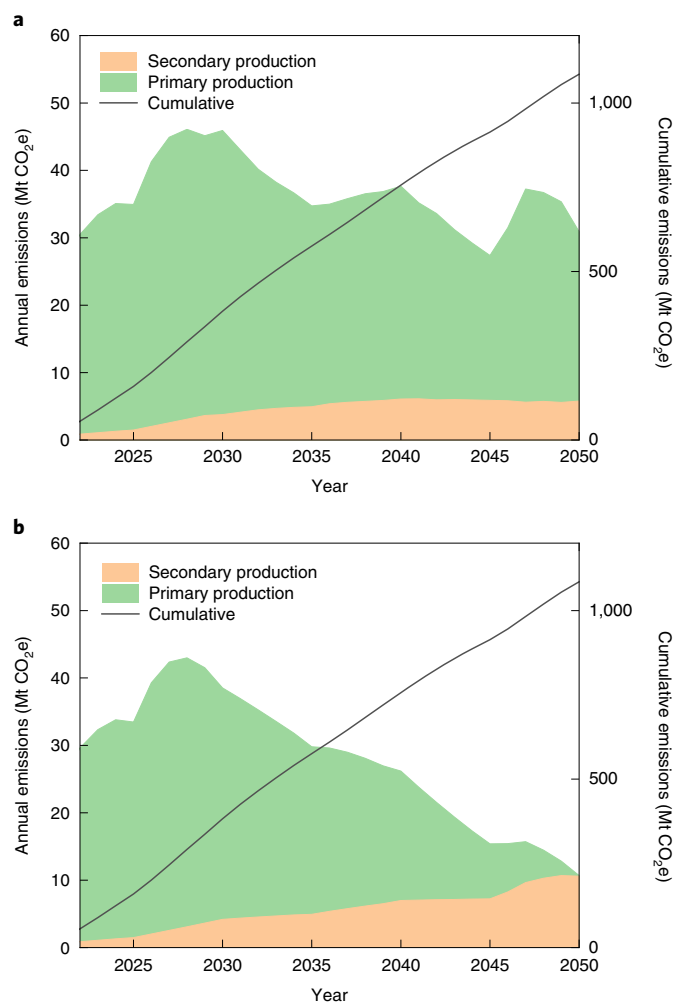 a
60
50
40
30
20
10
0
Annual emissions (Mt CO₂e)
Secondary production
Primary production
Cumulative
1,000
500
0
Cumulative emissions (Mt CO₂e)
2025 2030 2035 2040 2045 2050
Year
b
60
50
40
30
20
10
0
Annual emissions (Mt CO₂e)
Secondary production
Primary production
Cumulative
1,000
500
0
Cumulative emissions (Mt CO₂e)
2025 2030 2035 2040 2045 2050
Year